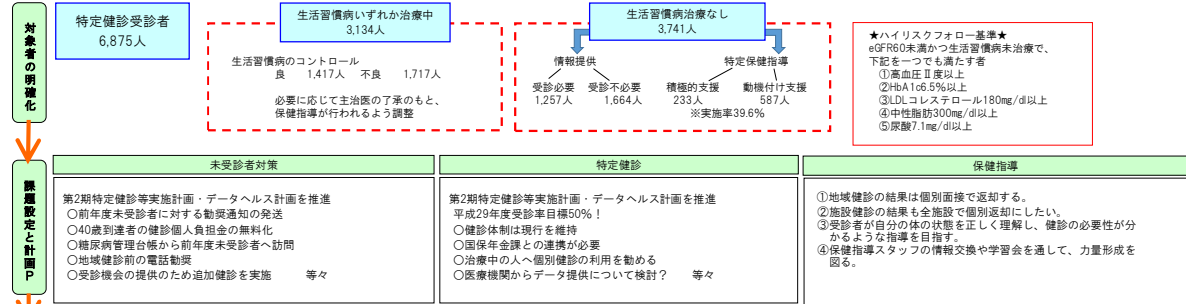 対象者の明確化
特定健診受診者
6,875人
生活習慣病いずれか治療中
3,134人
生活習慣病のコントロール
良 1,417人 不良 1,717人
必要に応じて主治医の了承のもと、
保健指導が行われるよう調整
生活習慣病治療なし
3,741人
情報提供
特定保健指導
受診必要 受診不必要 積極的支援 動機付け支援
1,257人 1,664人 233人 587人
※実施率39.6%
★ハイリスクフォロー基準★
eGFR60未満かつ生活習慣病未治療で、
下記を一つでも満たす者
①高血圧Ⅱ度以上
②HbA1c6.5%以上
③LDLコレステロール180mg/dl以上
④中性脂肪300mg/dl以上
⑤尿酸7.1mg/dl以上
課題設定と計画P
未受診者対策
第2期特定健診等実施計画・データヘルス計画を推進
○前年度未受診者に対する勧奨通知の発送
○40歳到達者の健診個人負担金の無料化
○糖尿病管理台帳から前年度未受診者へ訪問
○地域健診前の電話勧奨
○受診機会の提供のため追加健診を実施 等々
特定健診
第2期特定健診等実施計画・データヘルス計画を推進
平成29年度受診率目標50%！
○健診体制は現行を維持
○国保年金課との連携が必要
○治療中の人へ個別健診の利用を勧める
○医療機関からデータ提供について検討？ 等々
保健指導
①地域健診の結果は個別面接で返却する。
②施設健診の結果も全施設で個別返却にしたい。
③受診者が自分の体の状態を正しく理解し、健診の必要性が分
かるような指導を目指す。
④保健指導スタッフの情報交換や学習会を通して、力量形成を
図る。